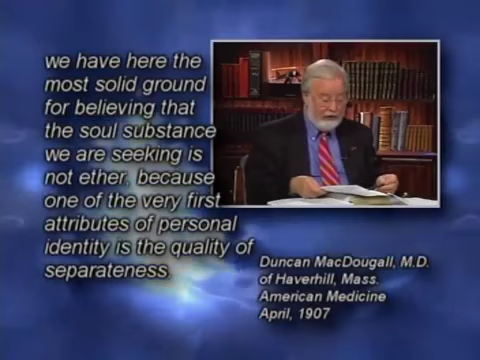 we have here the
most solid ground
for believing that
the soul substance
we are seeking is
not ether, because
one of the very first
attributes of personal
identity is the quality of
separateness.
Duncan MacDougall, M.D.
of Haverhill, Mass.
American Medicine
April, 1907